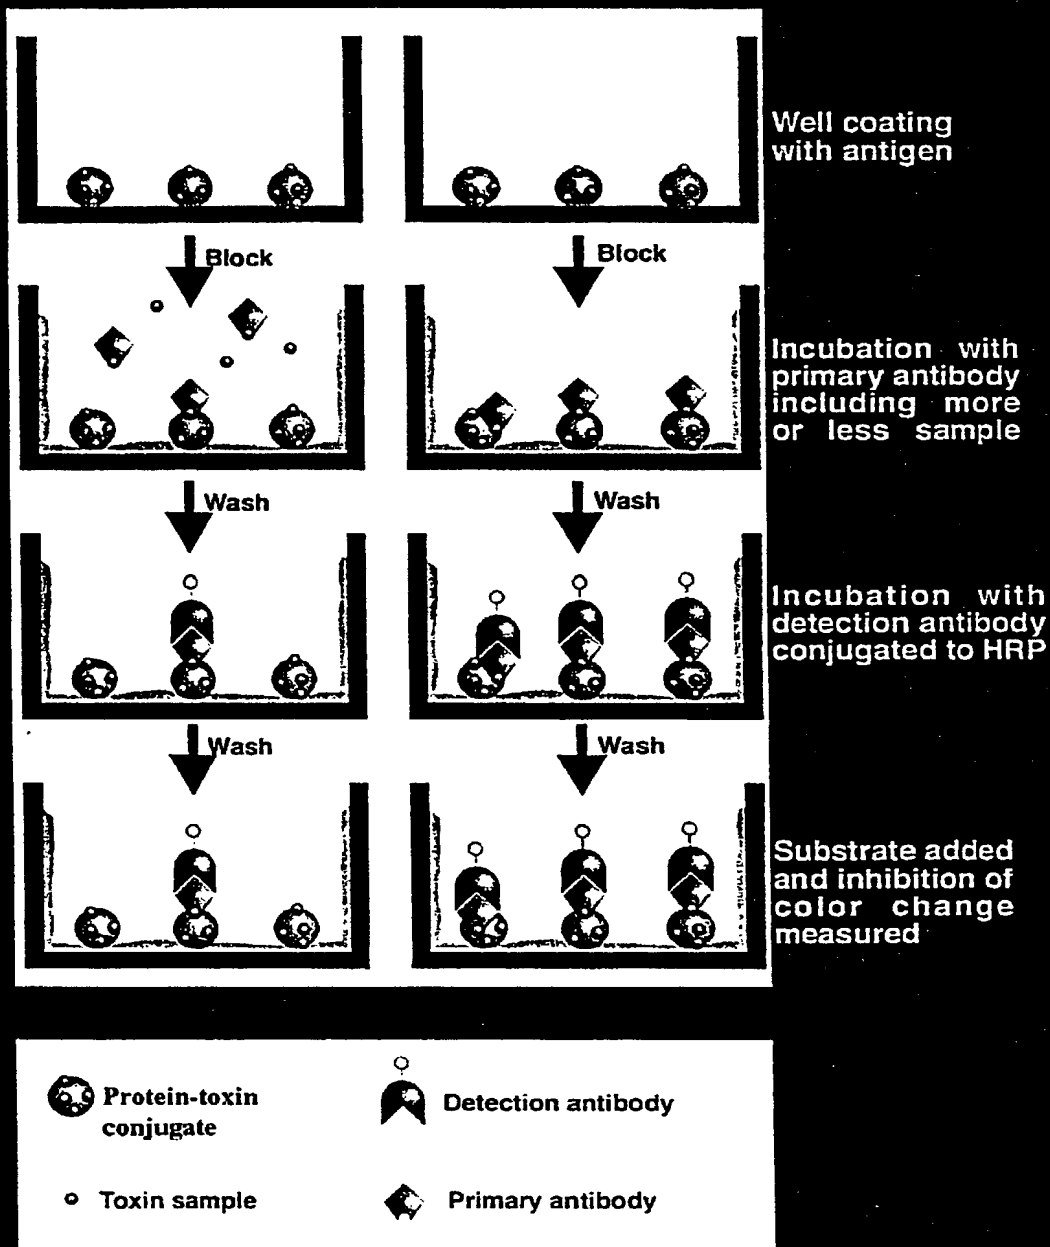 Well coating
with antigen
Block
Block
Incubation with
primary antibody
including more
or less sample
Wash
Wash
Incubation with
detection antibody
conjugated to HRP
Wash
Wash
Substrate added
and inhibition of
color change
measured
Protein-toxin
conjugate
Detection antibody
Toxin sample
Primary antibody